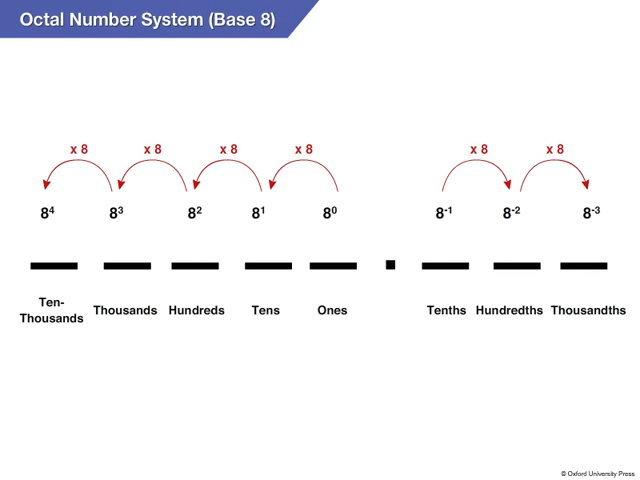 Octal Number System (Base 8)
x 8 x 8 x 8 x 8 x 8 x 8
8⁴ 8³ 8² 8¹ 8⁰ 8⁻¹ 8⁻² 8⁻³
.
Ten-
Thousands Thousands Hundreds Tens Ones Tenths Hundredths Thousandths
© Oxford University Press